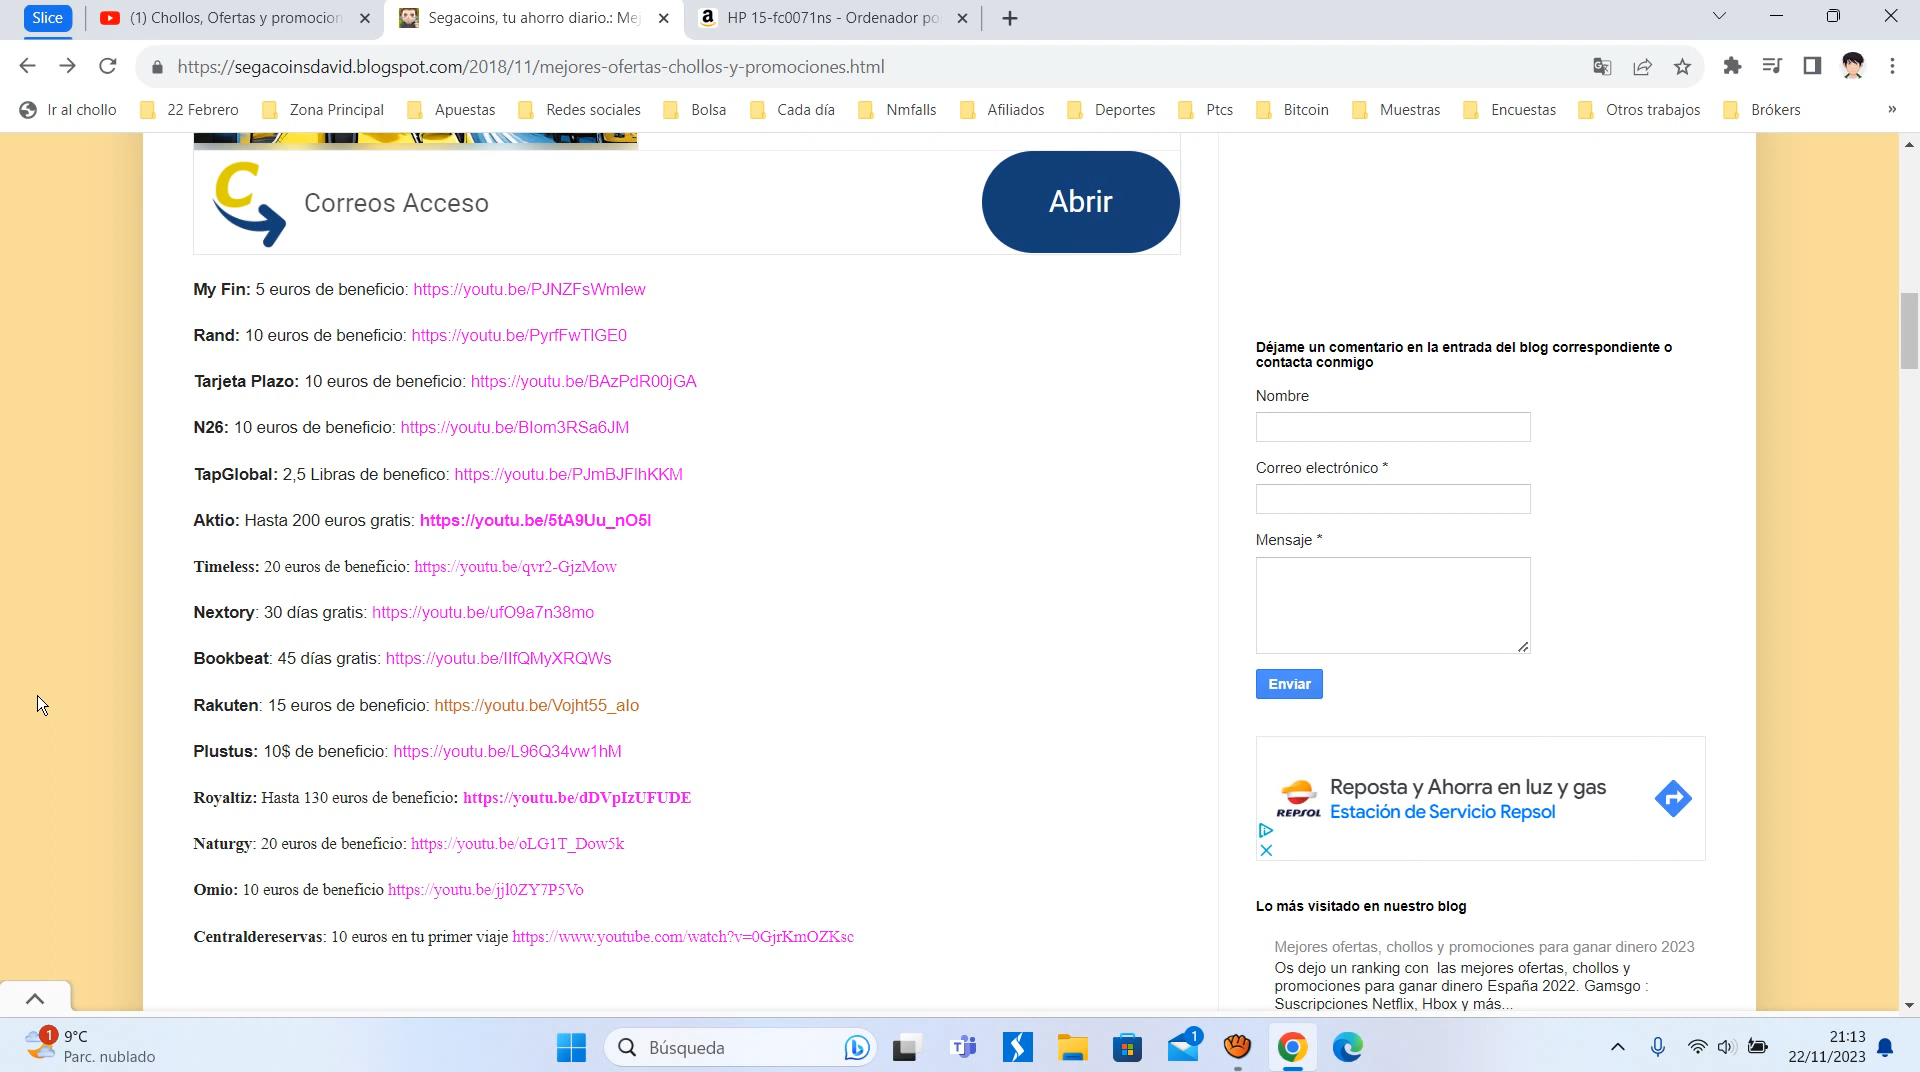 Slice
(1) Chollos, Ofertas y promocion
Segacoins, tu ahorro diario.: Mej
HP 15-fc0071ns - Ordenador po
https://segacoinsdavid.blogspot.com/2018/11/mejores-ofertas-chollos-y-promociones.html
Ir al chollo
22 Febrero
Zona Principal
Apuestas
Redes sociales
Bolsa
Cada día
Nmfalls
Afiliados
Deportes
Ptcs
Bitcoin
Muestras
Encuestas
Otros trabajos
Brókers
»
Correos Acceso
Abrir
My Fin: 5 euros de beneficio: https://youtu.be/PJNZFsWmIew
Rand: 10 euros de beneficio: https://youtu.be/PyrfFwTIGE0
Tarjeta Plazo: 10 euros de beneficio: https://youtu.be/BAzPdR00jGA
N26: 10 euros de beneficio: https://youtu.be/BIom3RSa6JM
TapGlobal: 2,5 Libras de benefico: https://youtu.be/PJmBJFlhKKM
Aktio: Hasta 200 euros gratis: https://youtu.be/5tA9Uu_nO5I
Timeless: 20 euros de beneficio: https://youtu.be/qvr2-GjzMow
Nextory: 30 días gratis: https://youtu.be/ufO9a7n38mo
Bookbeat: 45 días gratis: https://youtu.be/IIfQMyXRQWs
Rakuten: 15 euros de beneficio: https://youtu.be/Vojht55_aIo
Plustus: 10$ de beneficio: https://youtu.be/L96Q34vw1hM
Royaltiz: Hasta 130 euros de beneficio: https://youtu.be/dDVpIzUFUDE
Naturgy: 20 euros de beneficio: https://youtu.be/oLG1T_Dow5k
Omio: 10 euros de beneficio https://youtu.be/jjl0ZY7P5Vo
Centraldereservas: 10 euros en tu primer viaje https://www.youtube.com/watch?v=0GjrKmOZKsc
Déjame un comentario en la entrada del blog correspondiente o
contacta conmigo
Nombre
Correo electrónico *
Mensaje *
Enviar
REPSOL
Reposta y Ahorra en luz y gas
Estación de Servicio Repsol
Lo más visitado en nuestro blog
Mejores ofertas, chollos y promociones para ganar dinero 2023
Os dejo un ranking con las mejores ofertas, chollos y
promociones para ganar dinero España 2022. Gamsgo :
Suscripciones Netflix, Hbox y más...
1
9°C
Parc. nublado
Búsqueda
1
21:13
22/11/2023